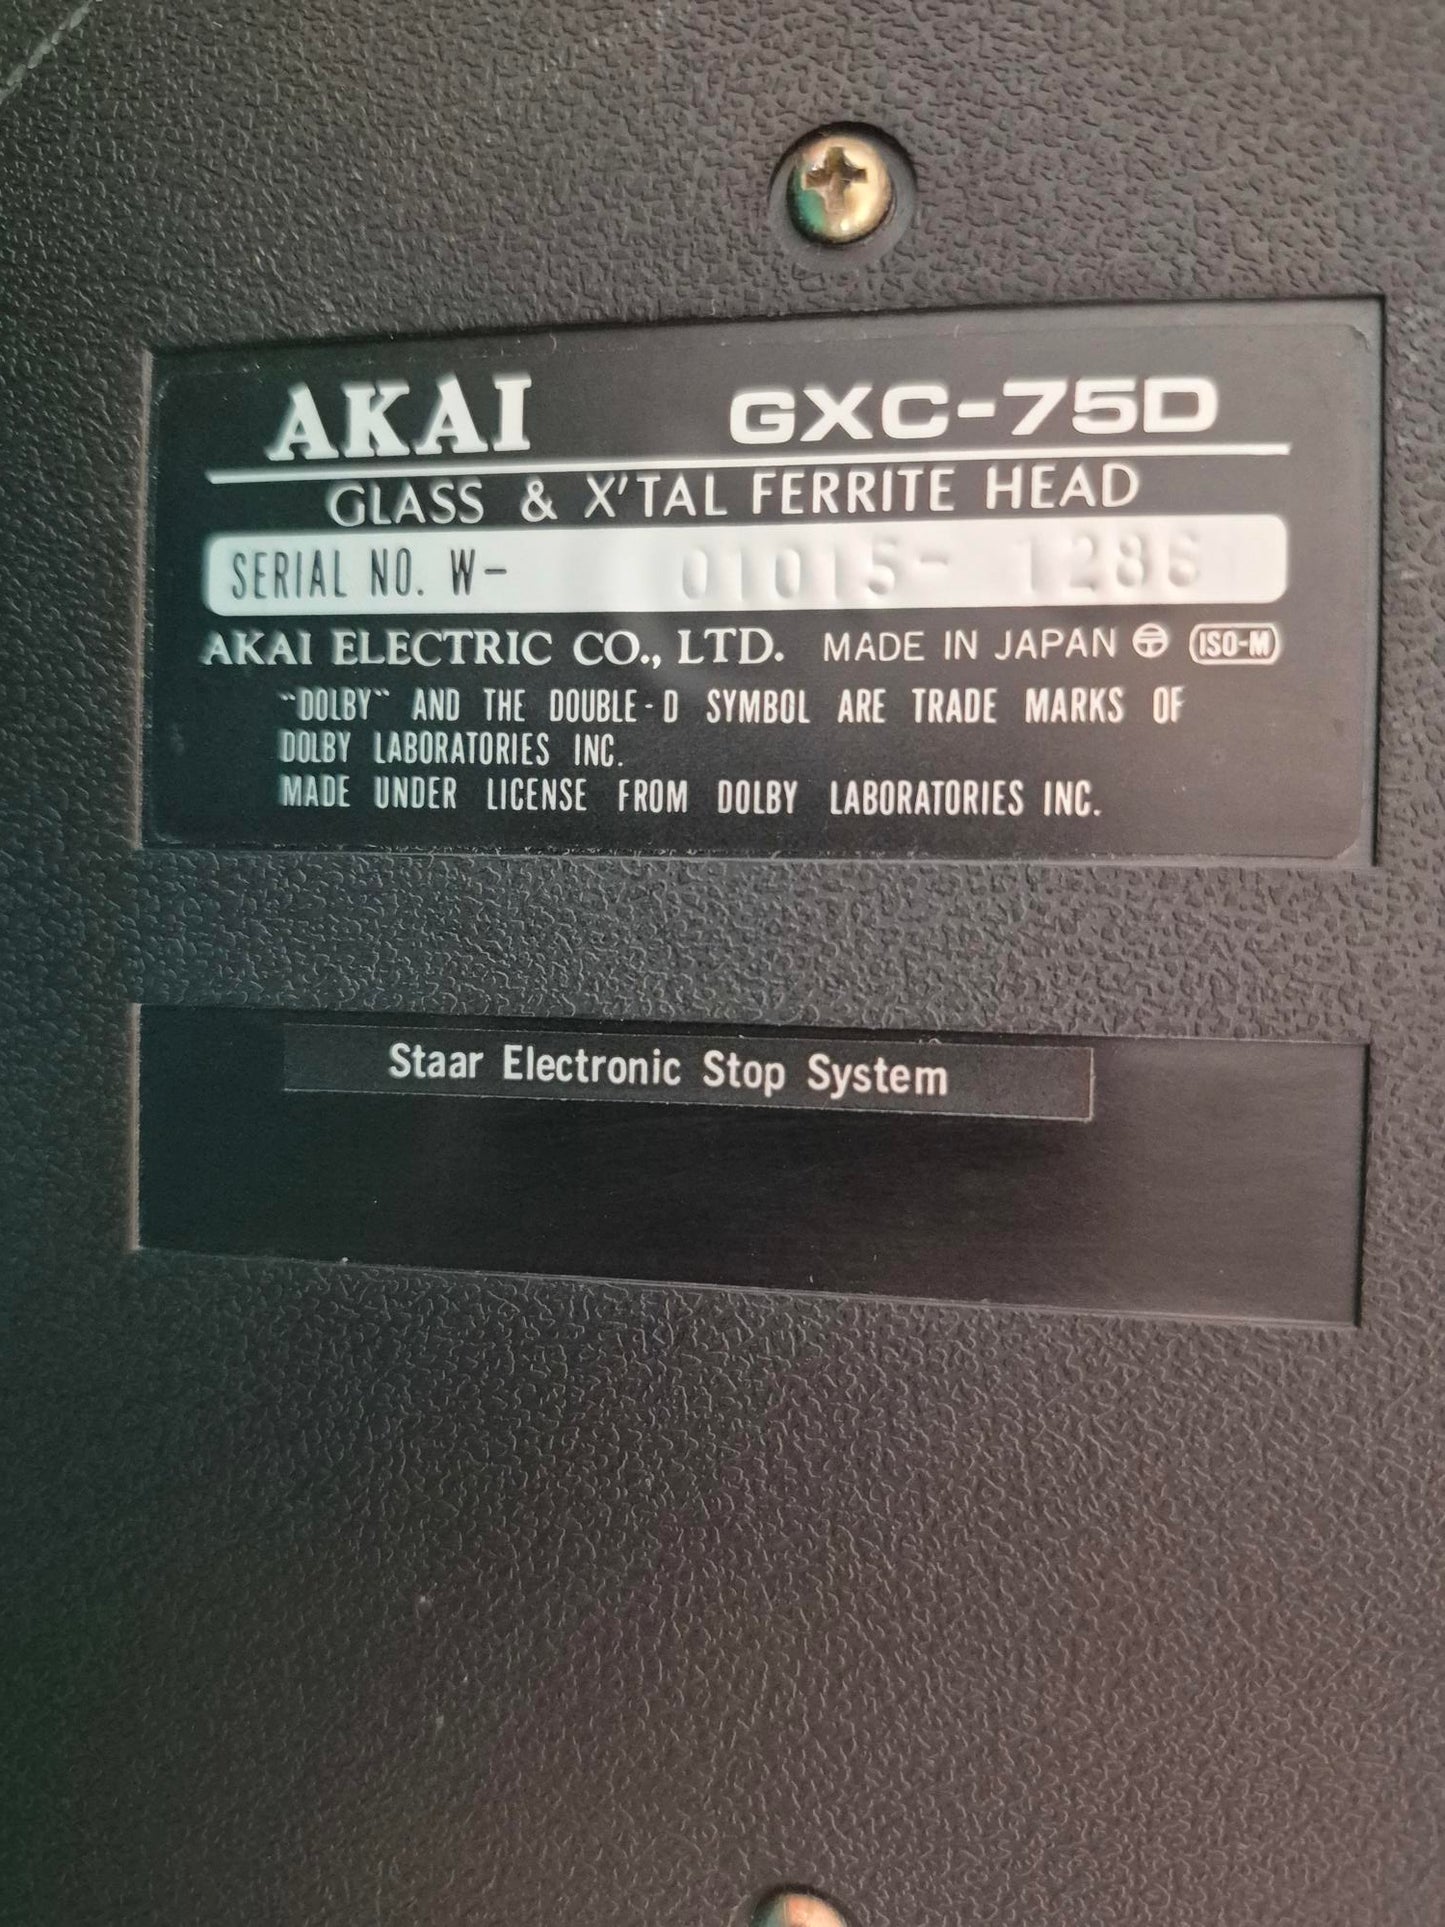 AKAI GXC-75D
GLASS & X'TAL FERRITE HEAD
SERIAL NO. W- 01015- 1286
AKAI ELECTRIC CO., LTD. MADE IN JAPAN ISO-M
"DOLBY" AND THE DOUBLE-D SYMBOL ARE TRADE MARKS OF
DOLBY LABORATORIES INC.
MADE UNDER LICENSE FROM DOLBY LABORATORIES INC.
Staar Electronic Stop System